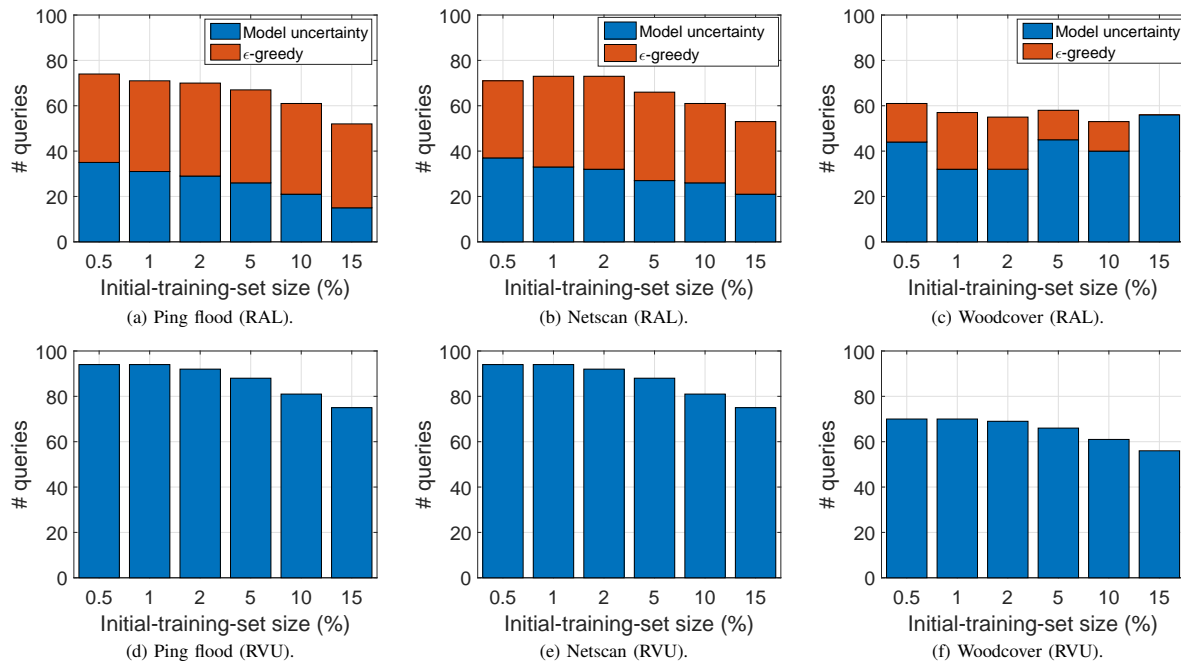 100
80
60
40
20
0
# queries
Model uncertainty
ϵ-greedy
0.5 1 2 5 10 15
Initial-training-set size (%)
(a) Ping flood (RAL).
100
80
60
40
20
0
# queries
Model uncertainty
ϵ-greedy
0.5 1 2 5 10 15
Initial-training-set size (%)
(b) Netscan (RAL).
100
80
60
40
20
0
# queries
Model uncertainty
ϵ-greedy
0.5 1 2 5 10 15
Initial-training-set size (%)
(c) Woodcover (RAL).
100
80
60
40
20
0
# queries
0.5 1 2 5 10 15
Initial-training-set size (%)
(d) Ping flood (RVU).
100
80
60
40
20
0
# queries
0.5 1 2 5 10 15
Initial-training-set size (%)
(e) Netscan (RVU).
100
80
60
40
20
0
# queries
0.5 1 2 5 10 15
Initial-training-set size (%)
(f) Woodcover (RVU).